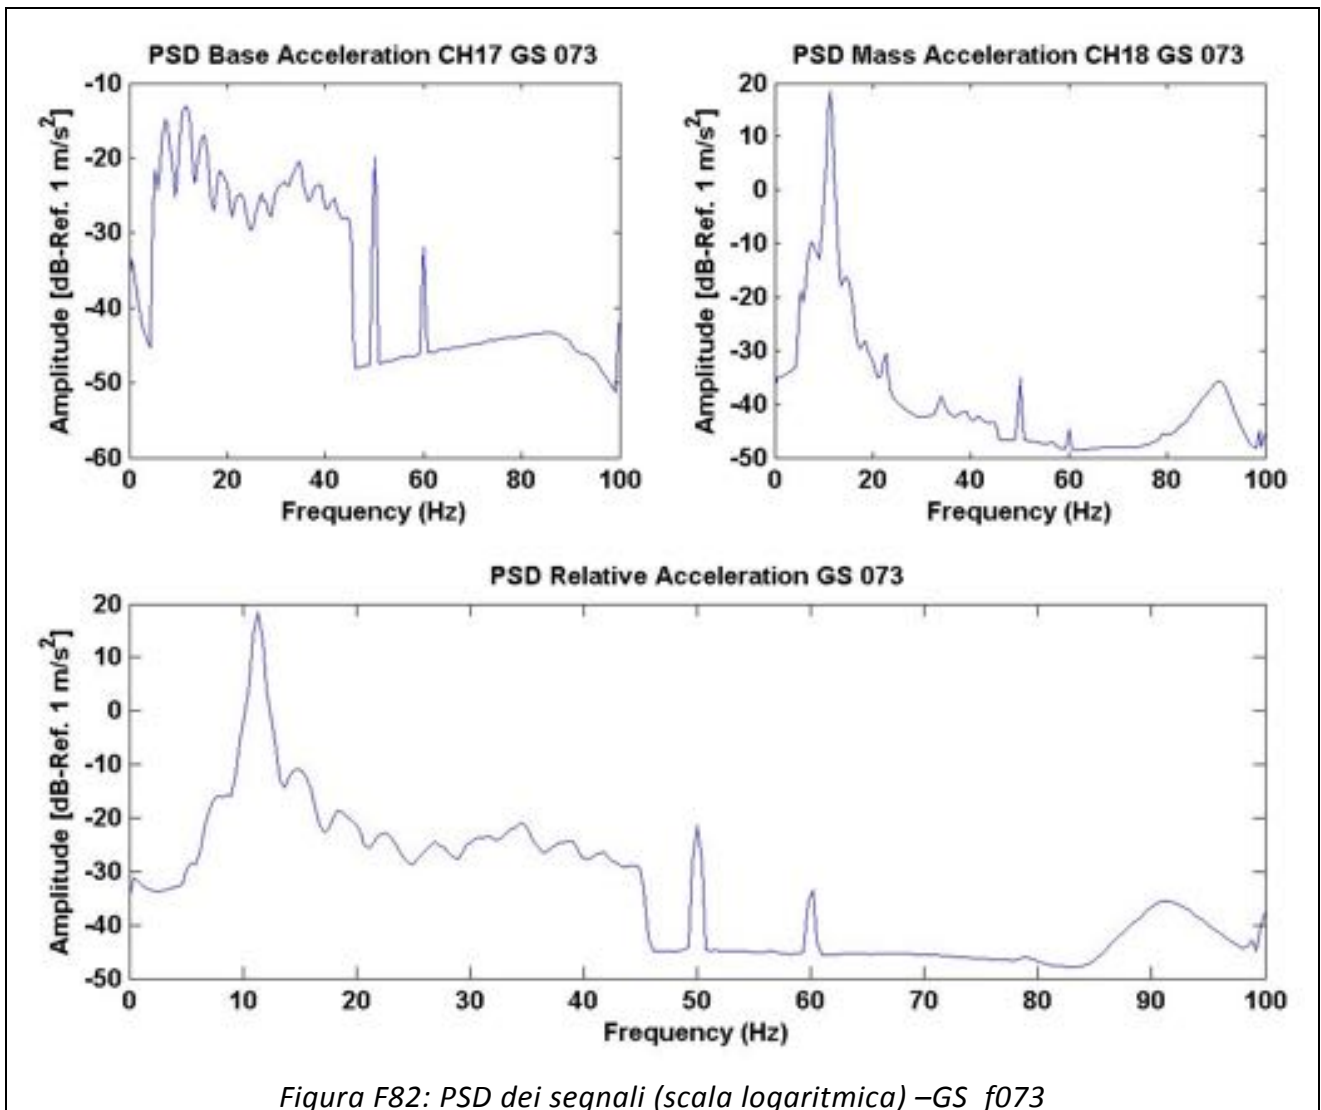 PSD Base Acceleration CH17 GS 073
Amplitude [dB-Ref. 1 m/s²]
-10
-20
-30
-40
-50
-60
0 20 40 60 80 100
Frequency (Hz)
PSD Mass Acceleration CH18 GS 073
Amplitude [dB-Ref. 1 m/s²]
20
10
0
-10
-20
-30
-40
-50
0 20 40 60 80 100
Frequency (Hz)
PSD Relative Acceleration GS 073
Amplitude [dB-Ref. 1 m/s²]
20
10
0
-10
-20
-30
-40
-50
0 10 20 30 40 50 60 70 80 90 100
Frequency (Hz)
Figura F82: PSD dei segnali (scala logaritmica) –GS_f073